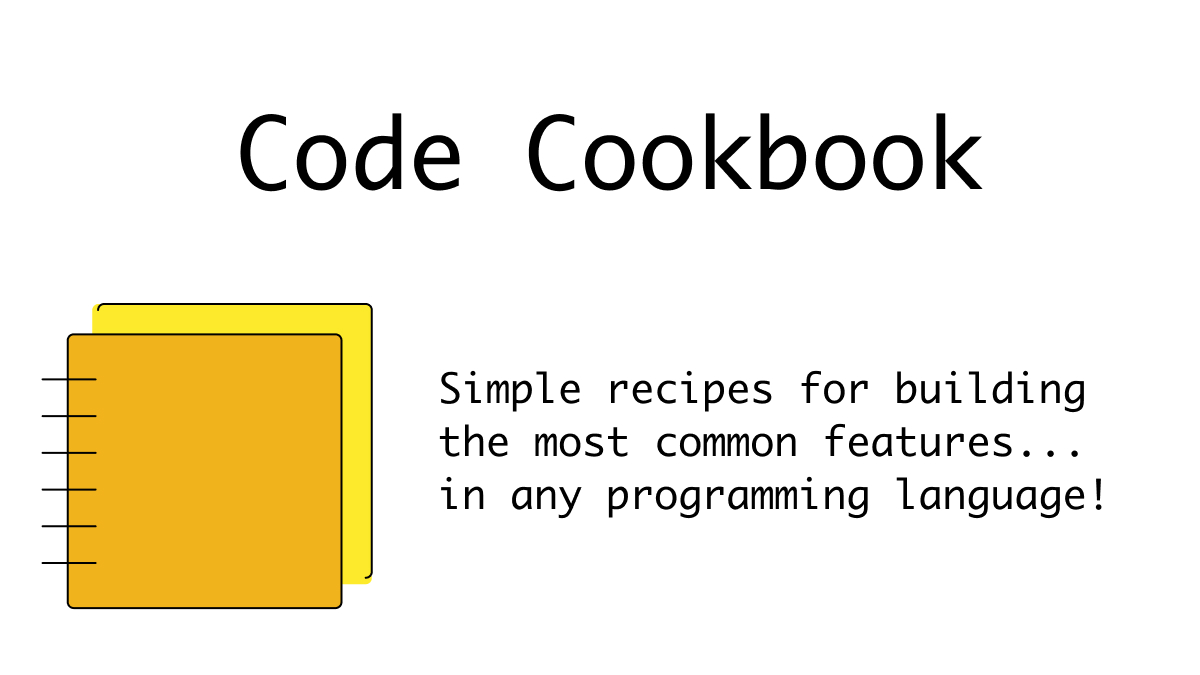 Code Cookbook
Simple recipes for building
the most common features...
in any programming language!